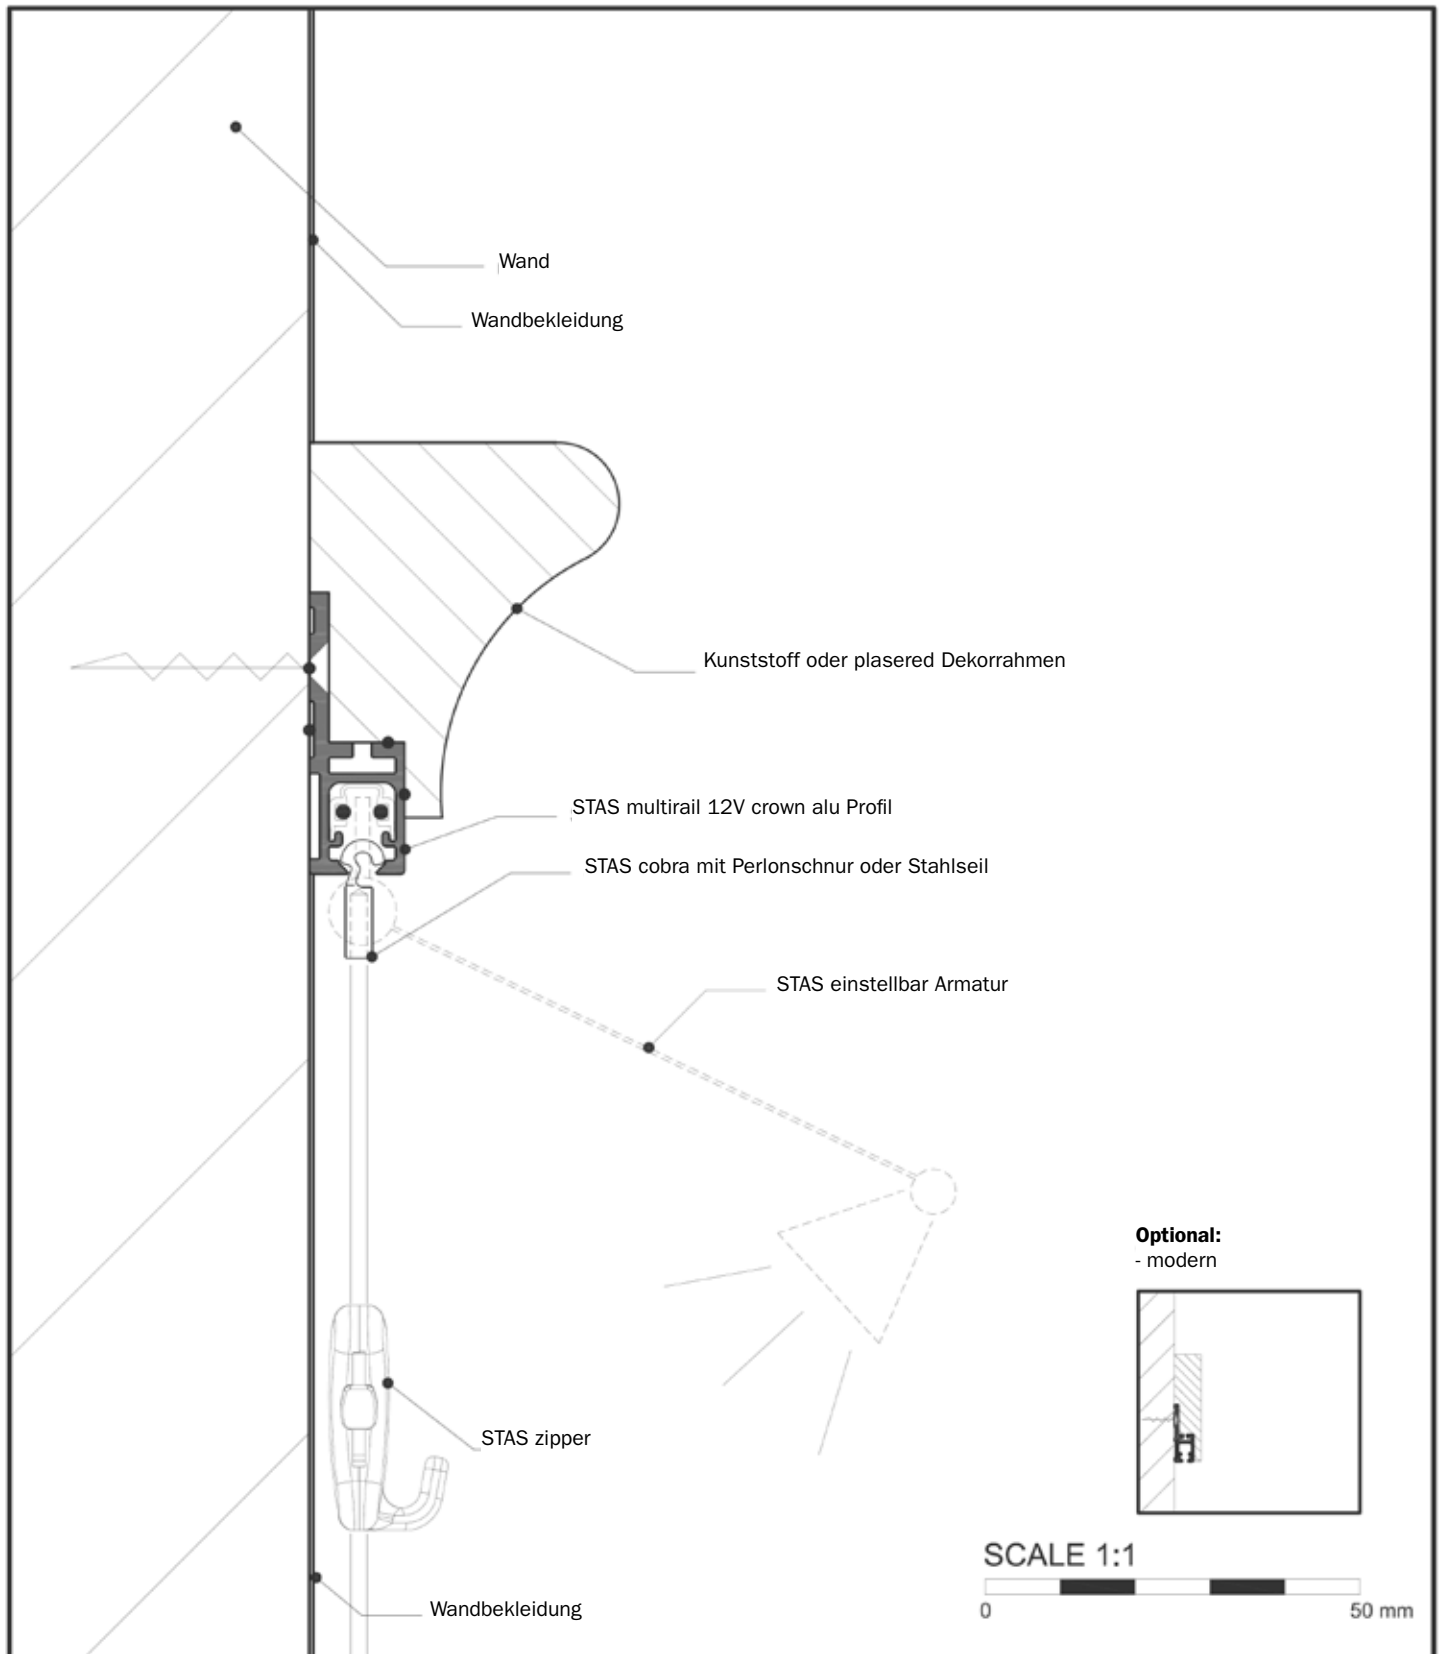 Wand
Wandbekleidung
Kunststoff oder plasered Dekorrahmen
STAS multirail 12V crown alu Profil
STAS cobra mit Perlonschnur oder Stahlseil
STAS einstellbar Armatur
Optional:
- modern
STAS zipper
SCALE 1:1
0
50 mm
Wandbekleidung